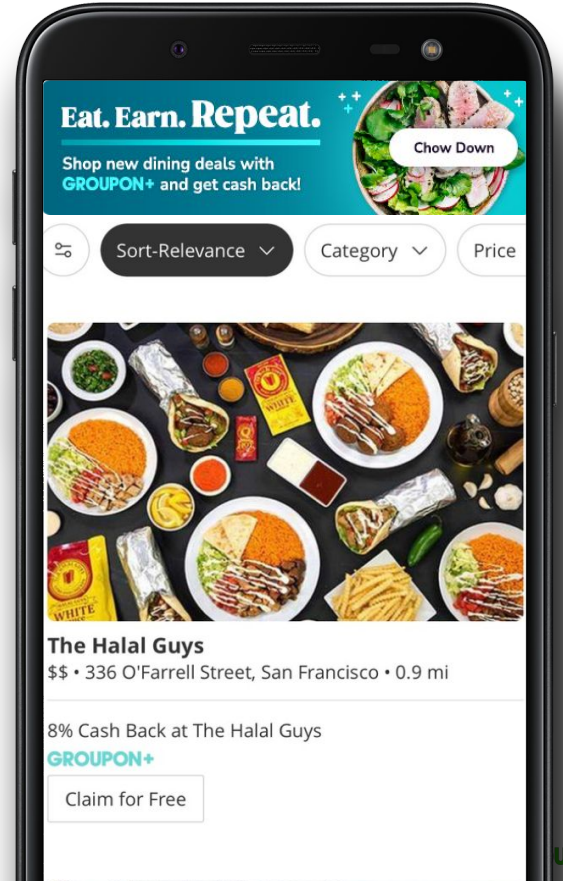 Eat. Earn. Repeat.
Chow Down
Shop new dining deals with
GROUPON+ and get cash back!
Sort-Relevance
Category
Price
WHITE
WHITE
The Halal Guys
$$ • 336 O'Farrell Street, San Francisco • 0.9 mi
8% Cash Back at The Halal Guys
GROUPON+
Claim for Free